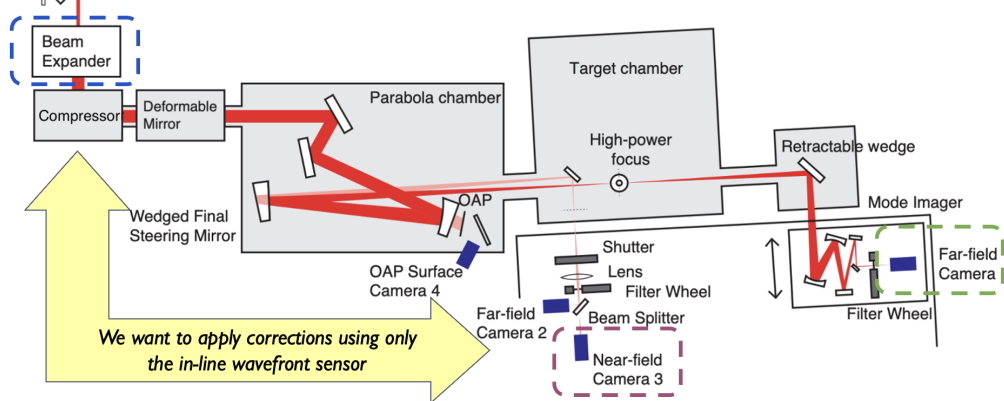 Beam
Expander
Compressor
Deformable
Mirror
Parabola chamber
Target chamber
High-power
focus
Retractable wedge
Mode Imager
OAP
Wedged Final
Steering Mirror
OAP Surface
Camera 4
Shutter
Lens
Filter Wheel
Far-field
Camera 2
Beam Splitter
Near-field
Camera 3
Far-field
Camera
Filter Wheel
We want to apply corrections using only
the in-line wavefront sensor